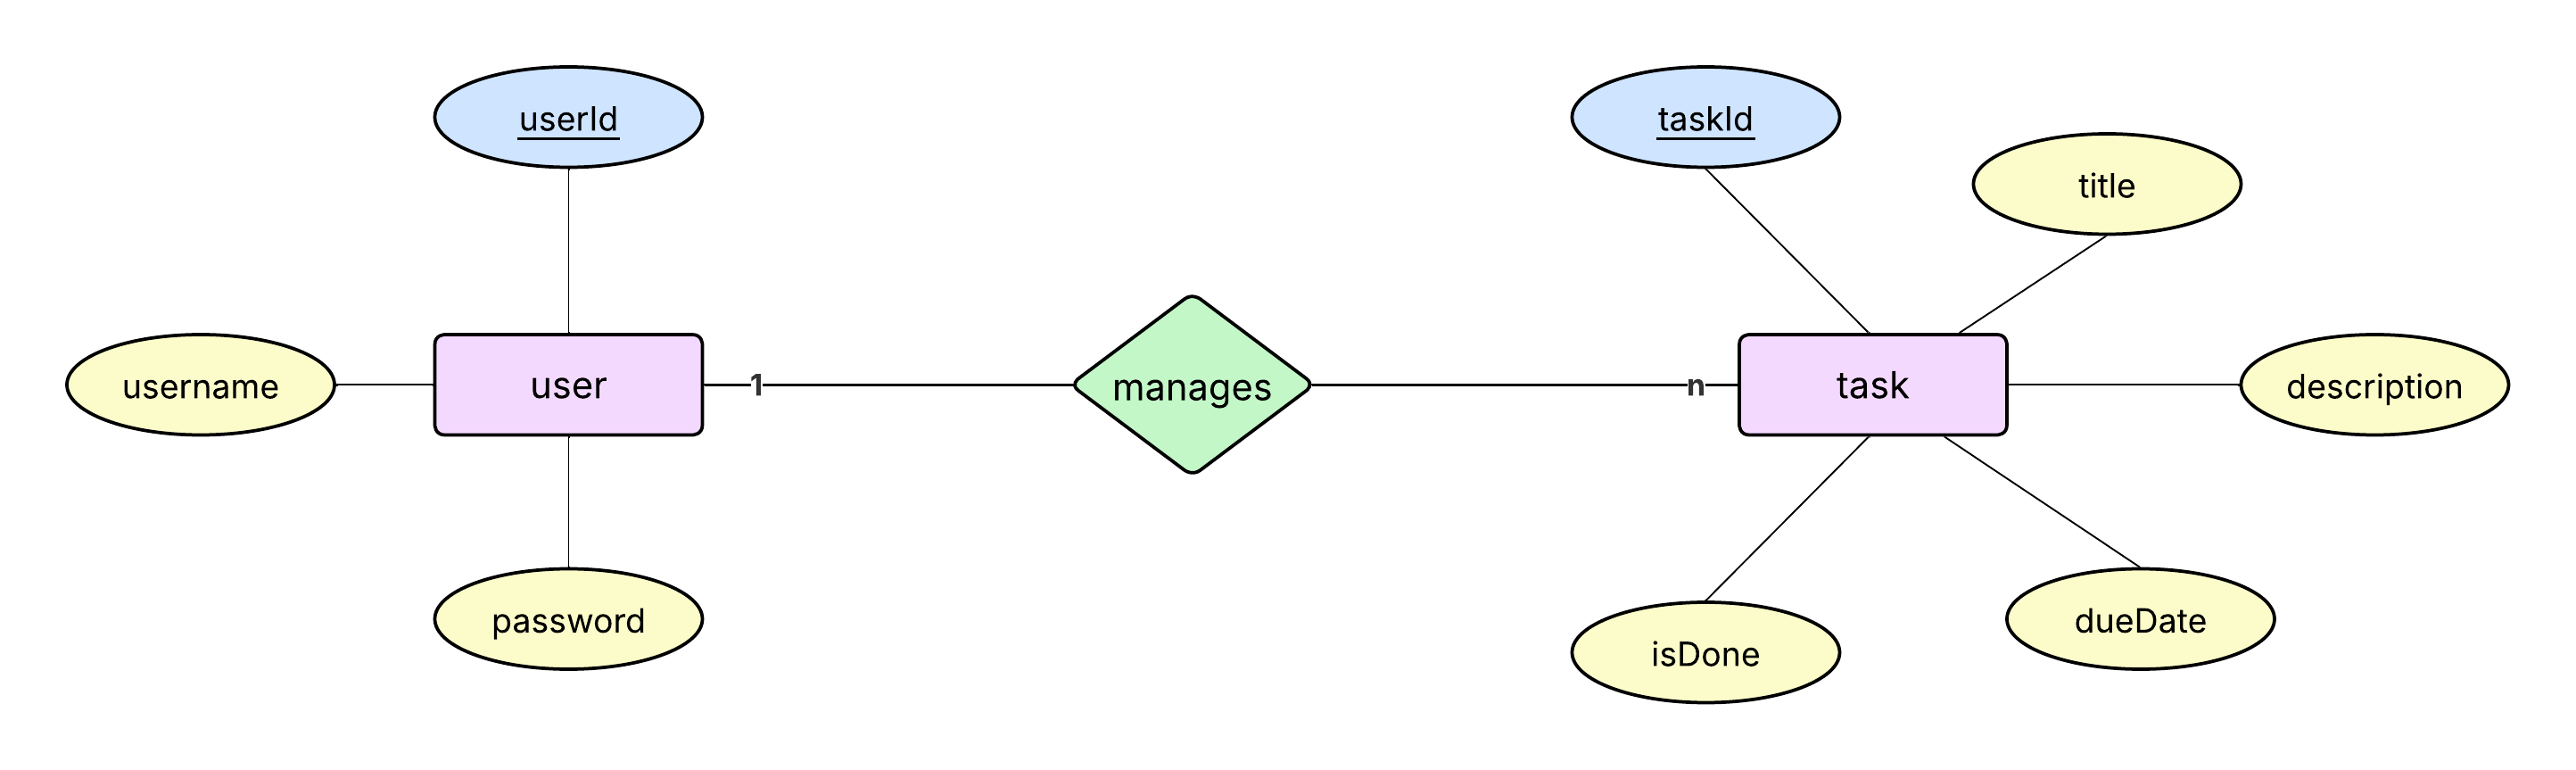 userId
taskId
title
username
user
1
manages
n
task
description
password
isDone
dueDate